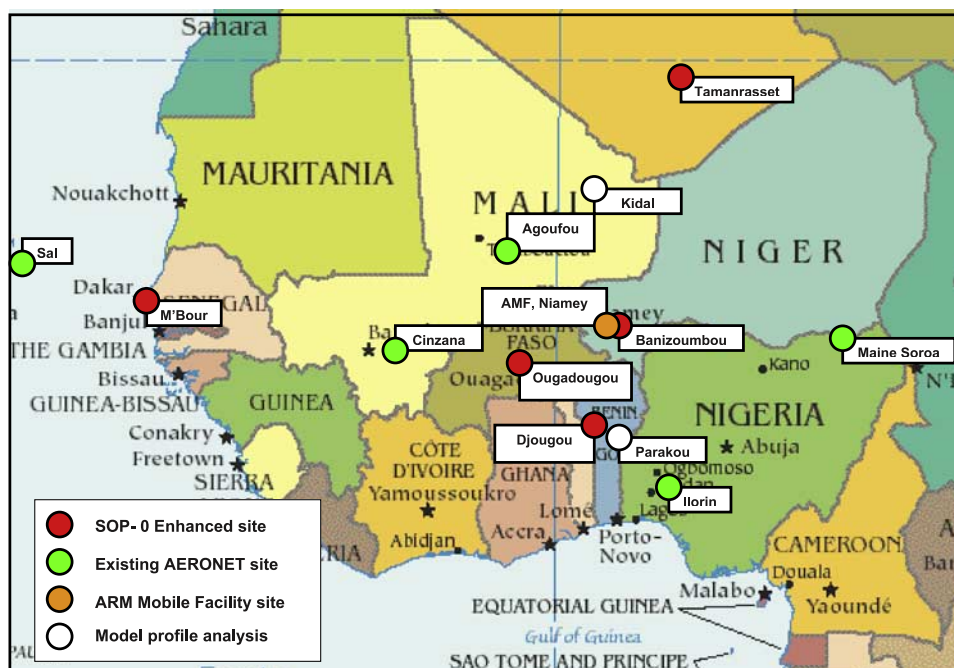 Sahara
Tamanrasset
MAURITANIA
Nouakchott
MALI
Kidal
Agoufou
NIGER
Sal
Dakar
SENEGAL
M'Bour
Banjul
THE GAMBIA
AMF, Niamey
Banizoumbou
Cinzana
FASO
Maine Soroa
Kano
Bissau
GUINEA-BISSAU
Ougadougou
GUINEA
BENIN
NIGERIA
Conakry
Freetown
SIERRA
CÔTE
D'IVOIRE
Yamoussoukro
Djougou
GHANA
Parakou
Abuja
Ogbomoso
Ilorin
Lomé
Accra
Abidjan
Porto-
Novo
CAMEROON
Douala
Malabo
Yaoundé
EQUATORIAL GUINEA
Gulf of Guinea
SAO TOME AND PRINCIPE
SOP- 0 Enhanced site
Existing AERONET site
ARM Mobile Facility site
Model profile analysis